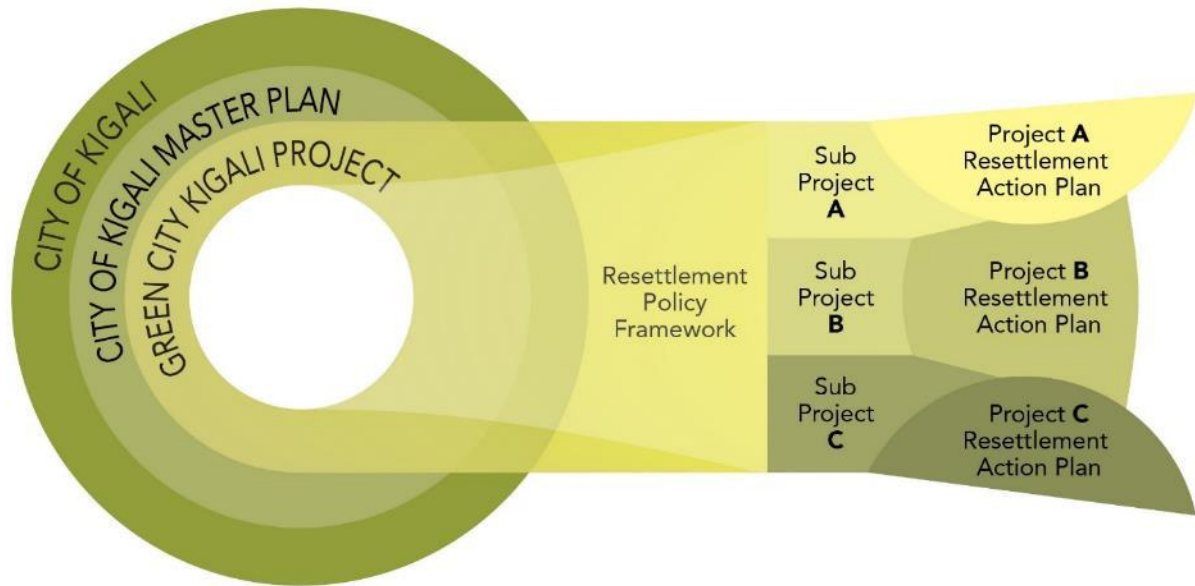 CITY OF KIGALI
CITY OF KIGALI MASTER PLAN
GREEN CITY KIGALI PROJECT
Resettlement
Policy
Framework
Sub
Project
A
Project A
Resettlement
Action Plan
Sub
Project
B
Project B
Resettlement
Action Plan
Sub
Project
C
Project C
Resettlement
Action Plan